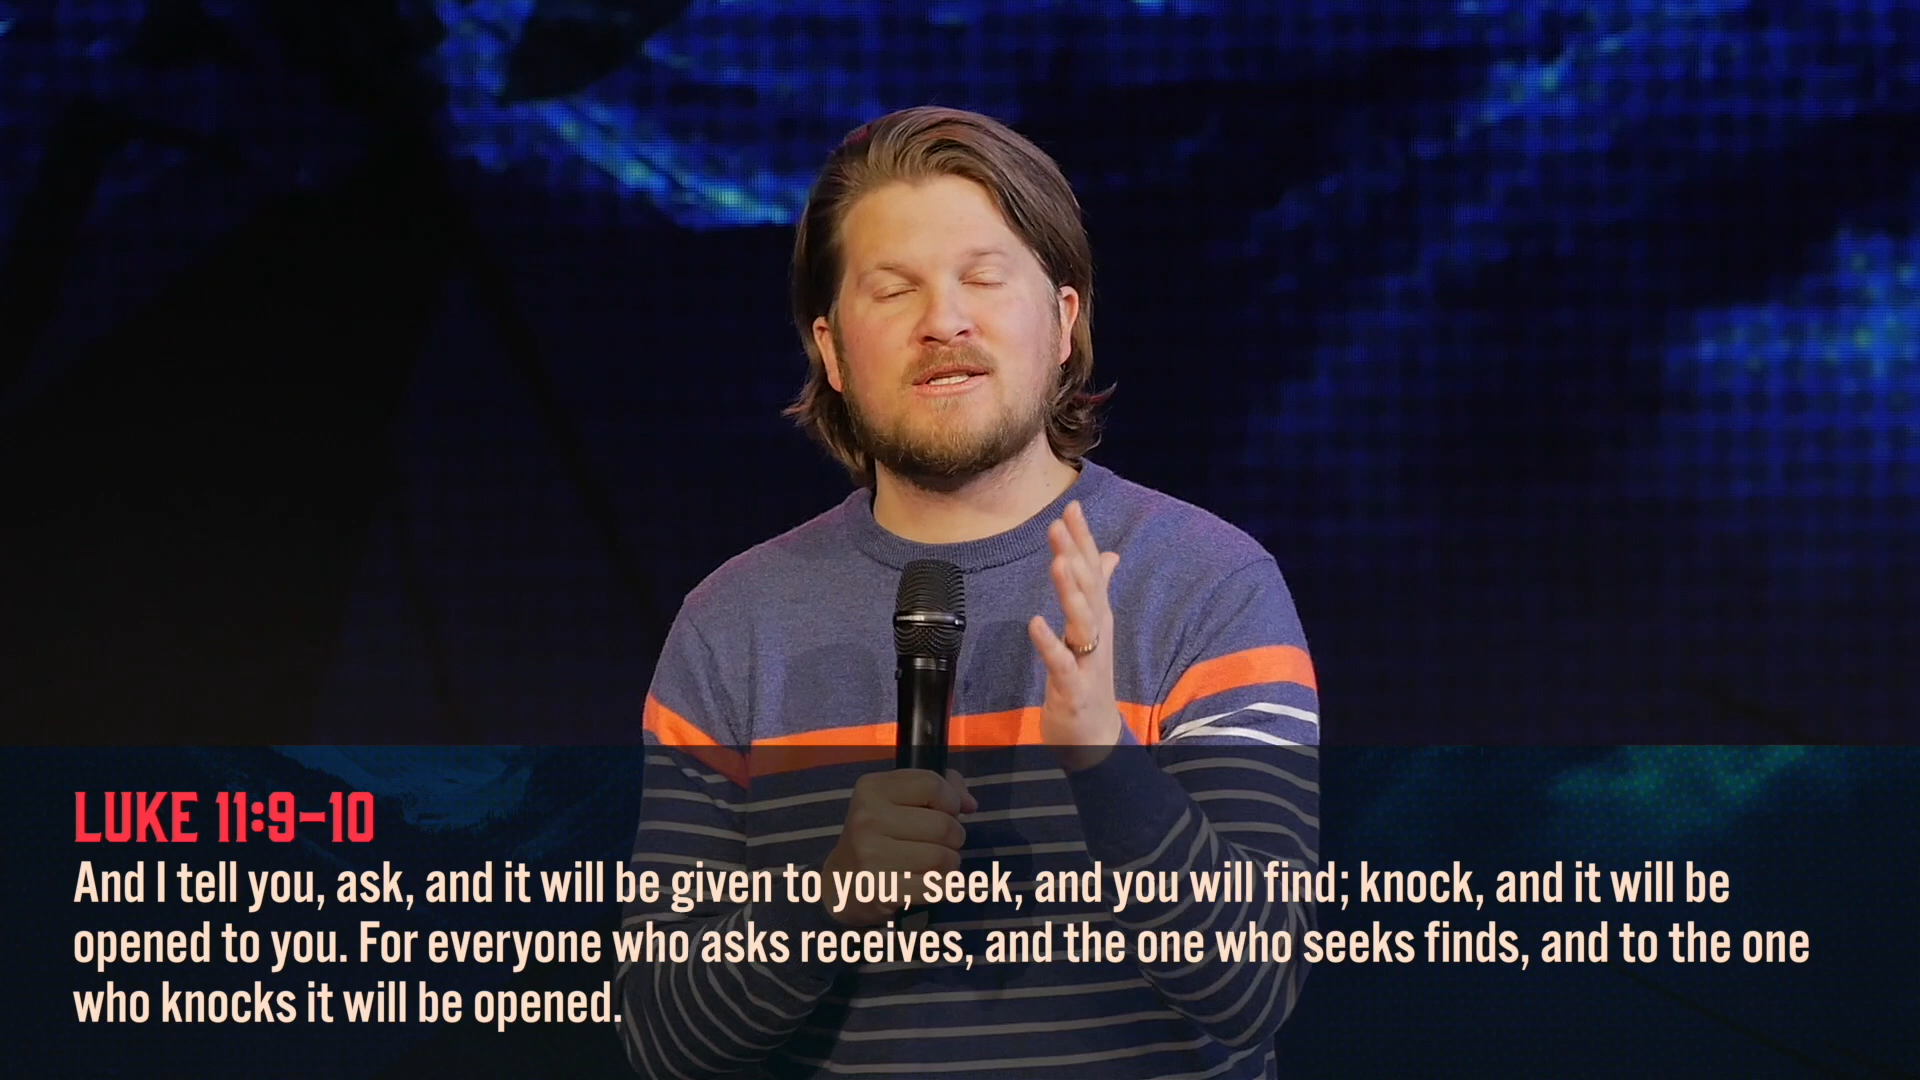 LUKE 11:9–10
And I tell you, ask, and it will be given to you; seek, and you will find; knock, and it will be
opened to you. For everyone who asks receives, and the one who seeks finds, and to the one
who knocks it will be opened.